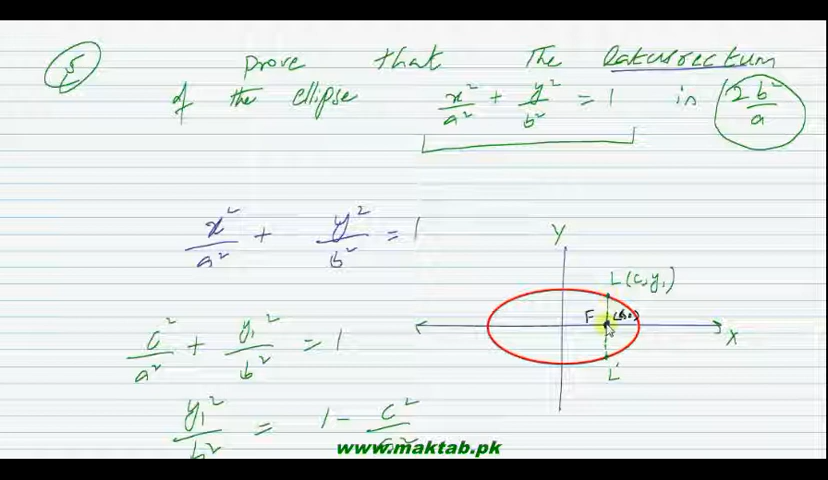 5
prove that The Latusrectum
of the ellipse x²/a² + y²/b² = 1 is 2b²/a
x²/a² + y²/b² = 1
Y
L(c,y₁)
F
X
L'
c²/a² + y₁²/b² = 1
y₁²/b² = 1 - c²/a²
www.maktab.pk